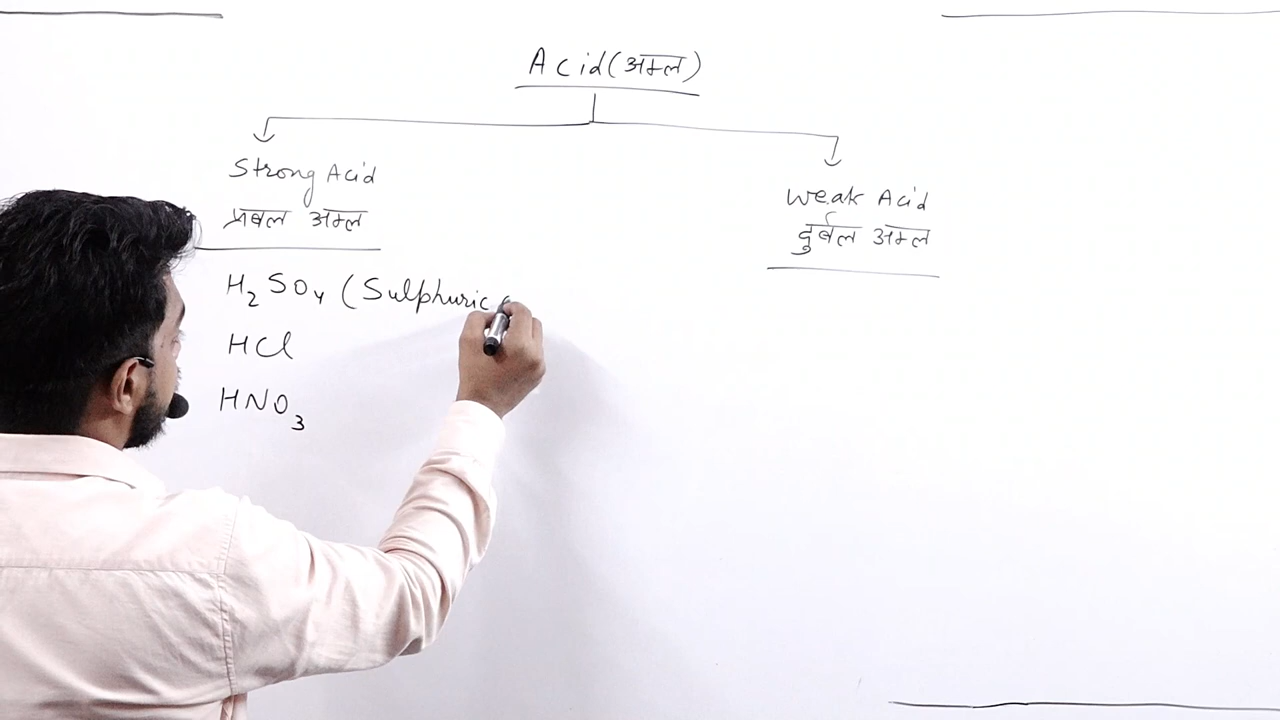 Acid (अम्ल)
Strong Acid
प्रबल अम्ल
H₂SO₄ (Sulphuric
HCl
HNO₃
Weak Acid
दुर्बल अम्ल